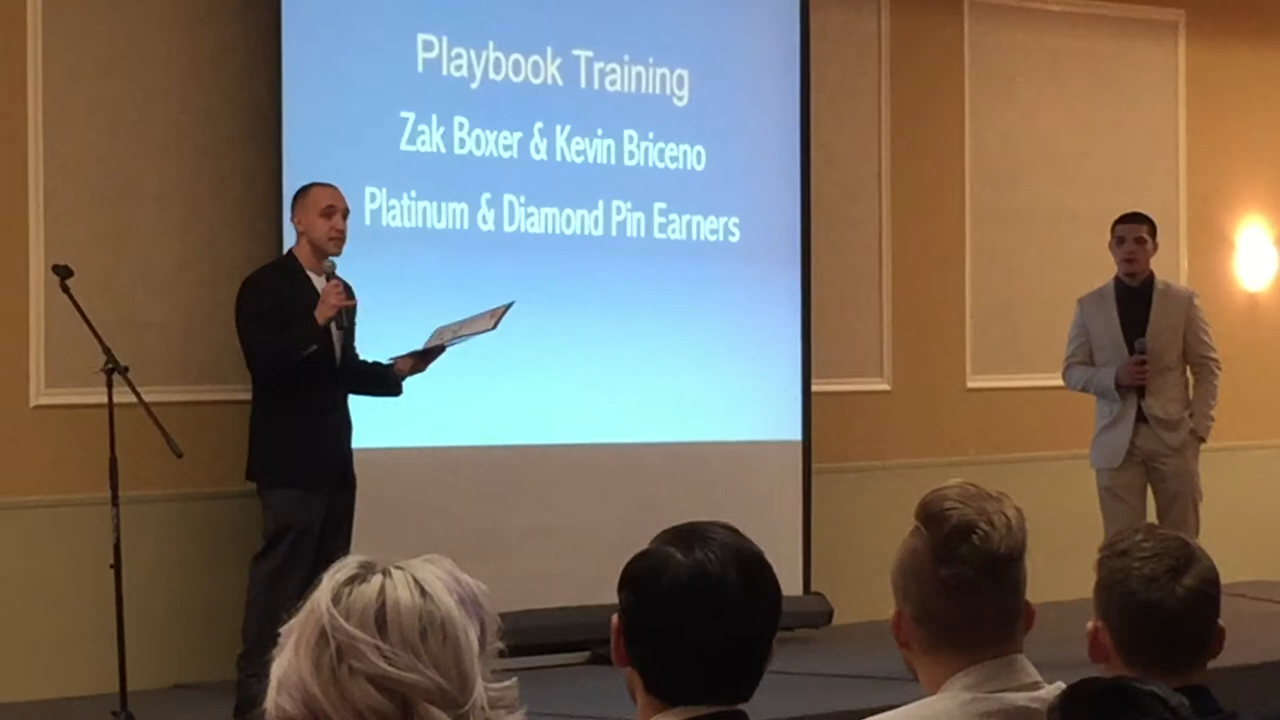 Playbook Training
Zak Boxer & Kevin Briceno
Platinum & Diamond Pin Earners